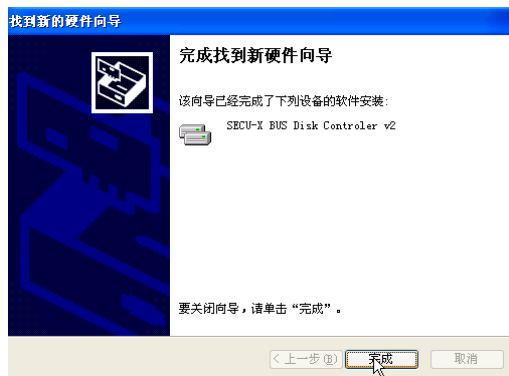 找到新的硬件向导
完成找到新硬件向导
该向导已经完成了下列设备的软件安装:
SECU-X BUS Disk Controler v2
要关闭向导，请单击“完成”。
< 上一步(B)
完成
取消